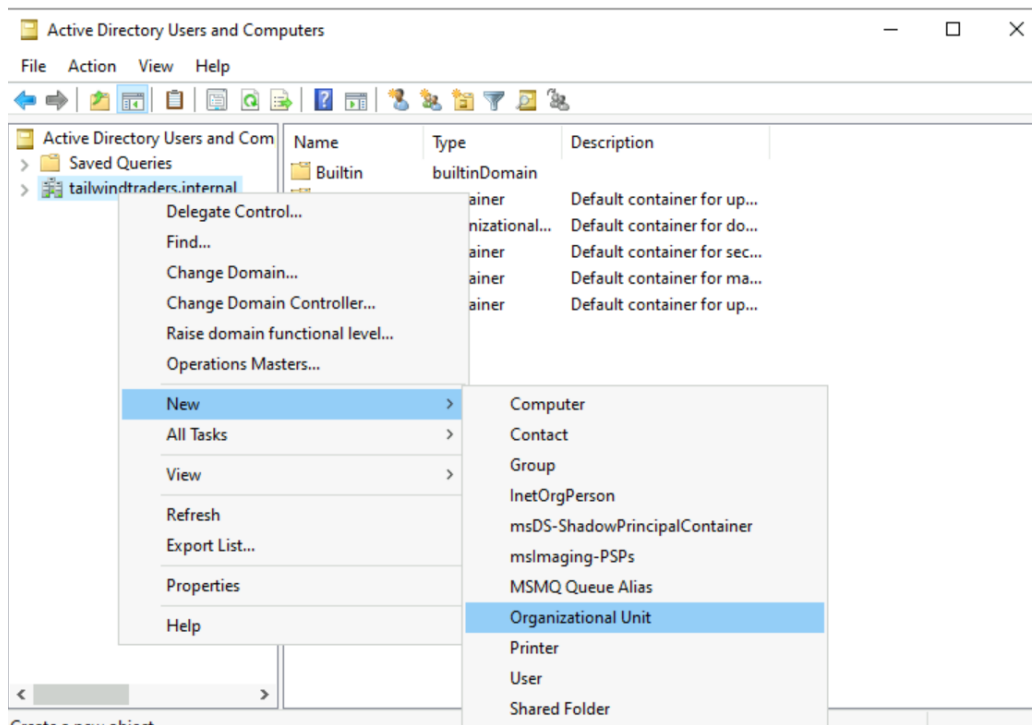 Active Directory Users and Computers
File Action View Help
Active Directory Users and Com
Name Type Description
Saved Queries
Builtin builtinDomain
tailwindtraders.internal
ainer Default container for up...
nizational... Default container for do...
ainer Default container for sec...
ainer Default container for ma...
ainer Default container for up...
Delegate Control...
Find...
Change Domain...
Change Domain Controller...
Raise domain functional level...
Operations Masters...
New
All Tasks
View
Refresh
Export List...
Properties
Help
Computer
Contact
Group
InetOrgPerson
msDS-ShadowPrincipalContainer
msImaging-PSPs
MSMQ Queue Alias
Organizational Unit
Printer
User
Shared Folder
Create a new object